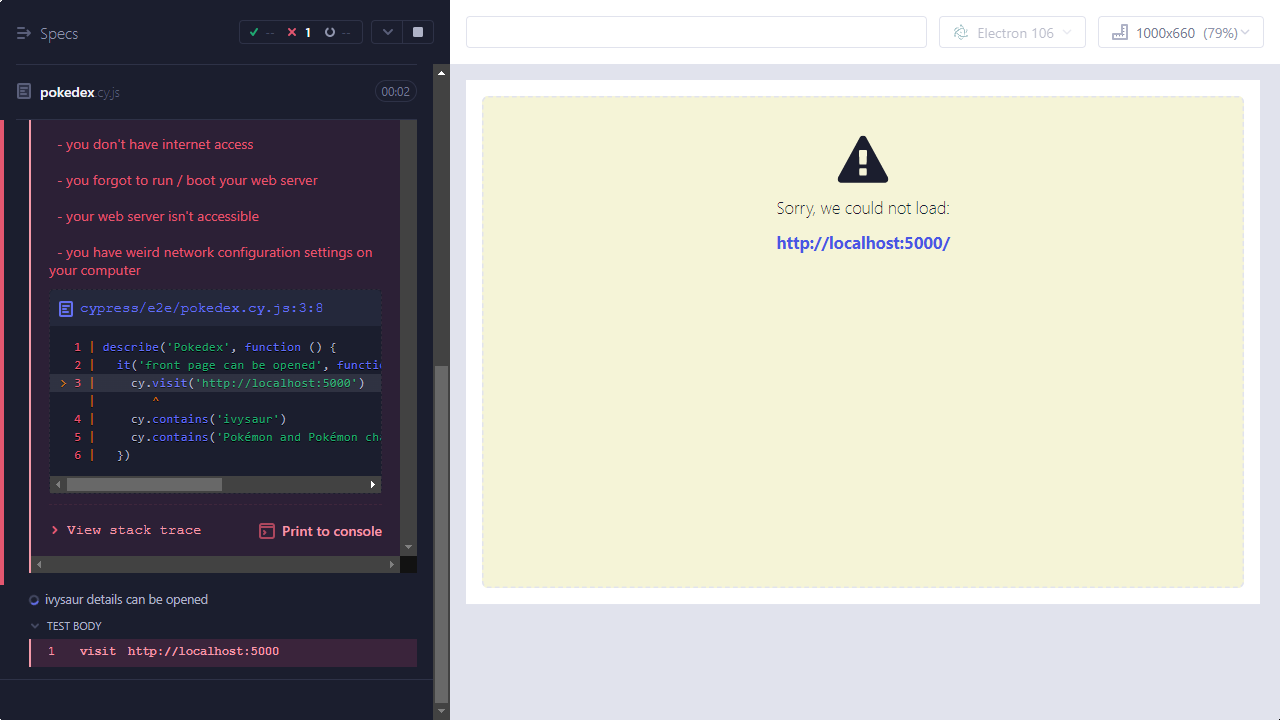 Specs
-- 1 --
Electron 106
1000x660 (79%)
pokedex.cy.js
00:02
- you don't have internet access
- you forgot to run / boot your web server
- your web server isn't accessible
- you have weird network configuration settings on
your computer
cypress/e2e/pokedex.cy.js:3:8
1 | describe('Pokedex', function () {
2 | it('front page can be opened', functi
> 3 | cy.visit('http://localhost:5000')
| ^
4 | cy.contains('ivysaur')
5 | cy.contains('Pokémon and Pokémon cha
6 | })
> View stack trace
Print to console
ivysaur details can be opened
TEST BODY
1 visit http://localhost:5000
Sorry, we could not load:
http://localhost:5000/